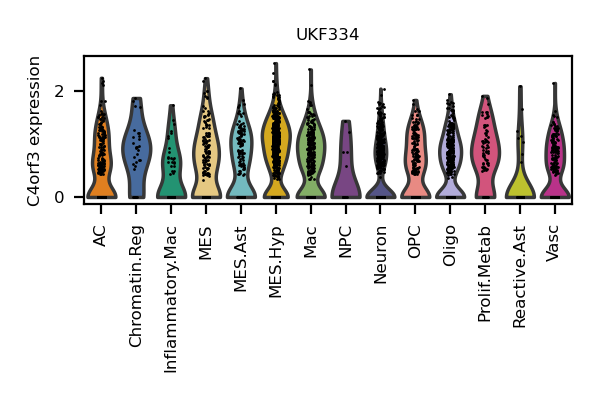 UKF334
C4orf3 expression
2
0
AC
Chromatin.Reg
Inflammatory.Mac
MES
MES.Ast
MES.Hyp
Mac
NPC
Neuron
OPC
Oligo
Prolif.Metab
Reactive.Ast
Vasc